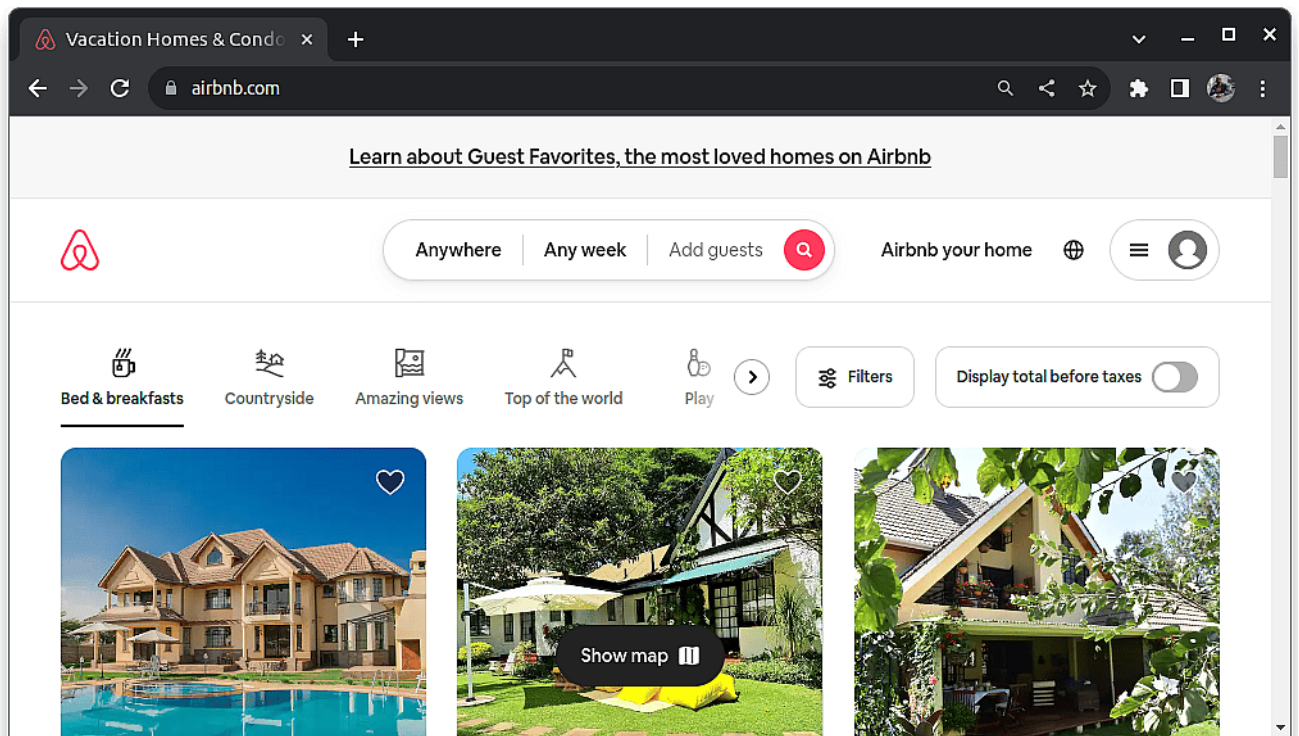 Vacation Homes & Condo
airbnb.com
Learn about Guest Favorites, the most loved homes on Airbnb
Anywhere
Any week
Add guests
Airbnb your home
Bed & breakfasts
Countryside
Amazing views
Top of the world
Play
Filters
Display total before taxes
Show map